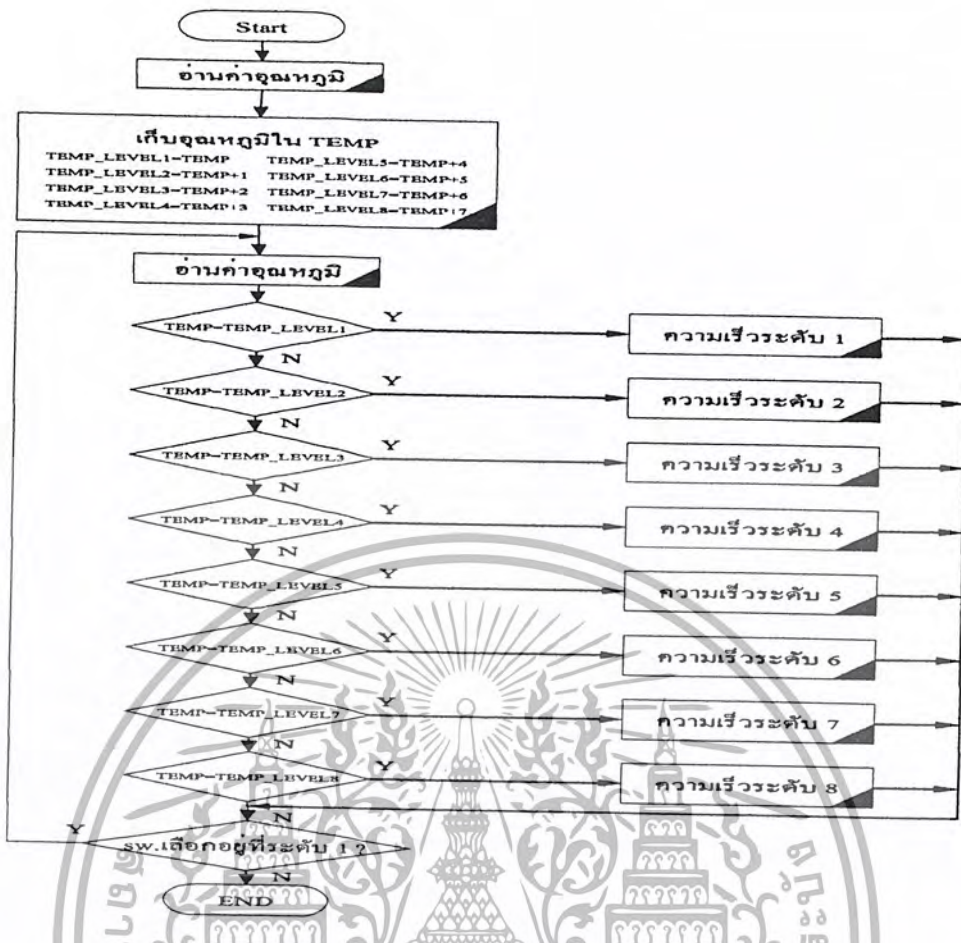 Start
อ่านค่าอุณหภูมิ
เก็บอุณหภูมิใน TEMP
TEMP_LEVEL1=TEMP TEMP_LEVEL5=TEMP+4
TEMP_LEVEL2=TEMP+1 TEMP_LEVEL6=TEMP+5
TEMP_LEVEL3=TEMP+2 TEMP_LEVEL7=TEMP+6
TEMP_LEVEL4=TEMP+3 TEMP_LEVEL8=TEMP+7
อ่านค่าอุณหภูมิ
TEMP=TEMP_LEVEL1 Y ความเร็วระดับ 1
N
TEMP=TEMP_LEVEL2 Y ความเร็วระดับ 2
N
TEMP=TEMP_LEVEL3 Y ความเร็วระดับ 3
N
TEMP=TEMP_LEVEL4 Y ความเร็วระดับ 4
N
TEMP=TEMP_LEVEL5 Y ความเร็วระดับ 5
N
TEMP=TEMP_LEVEL6 Y ความเร็วระดับ 6
N
TEMP=TEMP_LEVEL7 Y ความเร็วระดับ 7
N
TEMP=TEMP_LEVEL8 Y ความเร็วระดับ 8
N
Y sw.เลือกอยู่ที่ระดับ 1 ?
N
END